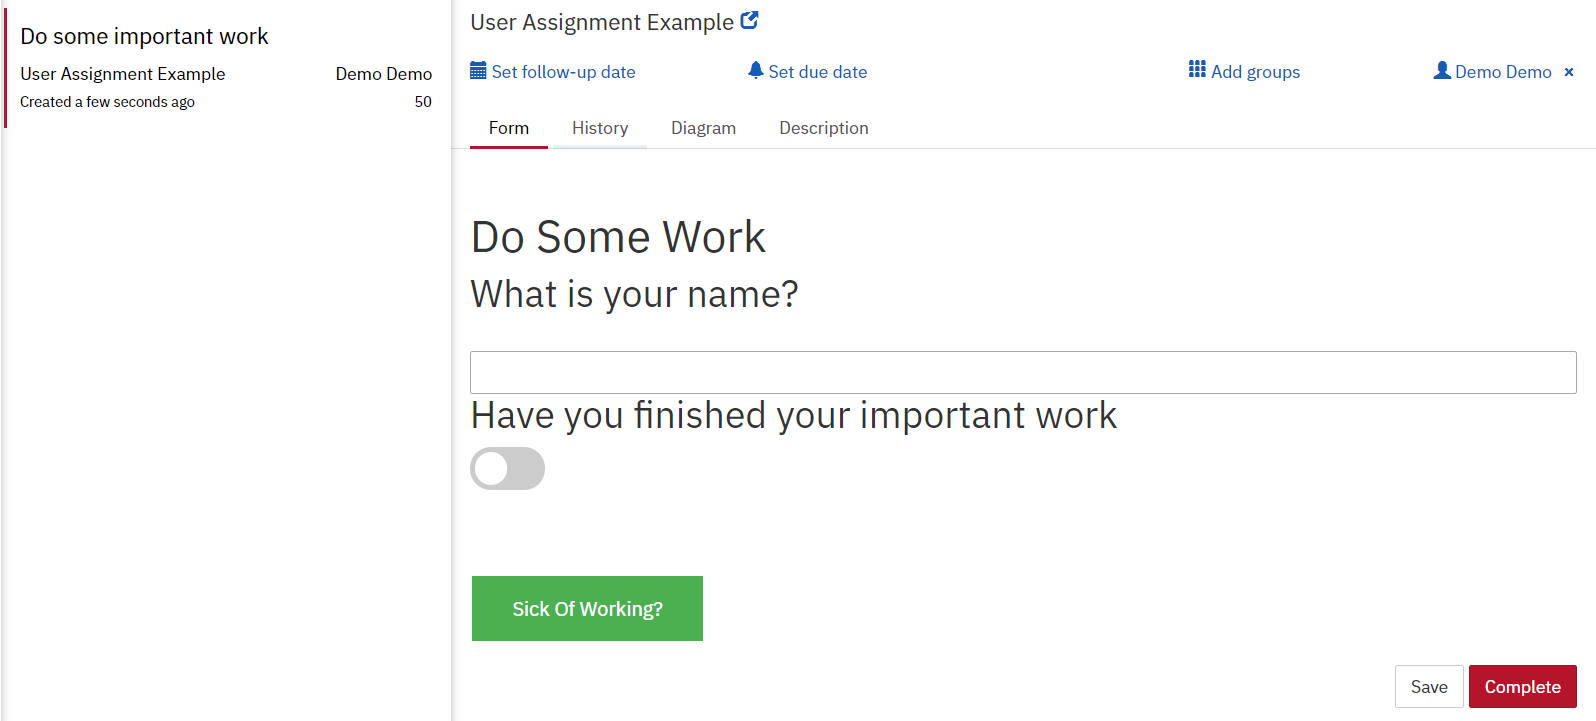 Do some important work
User Assignment Example
Demo Demo
Created a few seconds ago
50
User Assignment Example
Set follow-up date
Set due date
Add groups
Demo Demo ×
Form
History
Diagram
Description
Do Some Work
What is your name?
Have you finished your important work
Sick Of Working?
Save
Complete